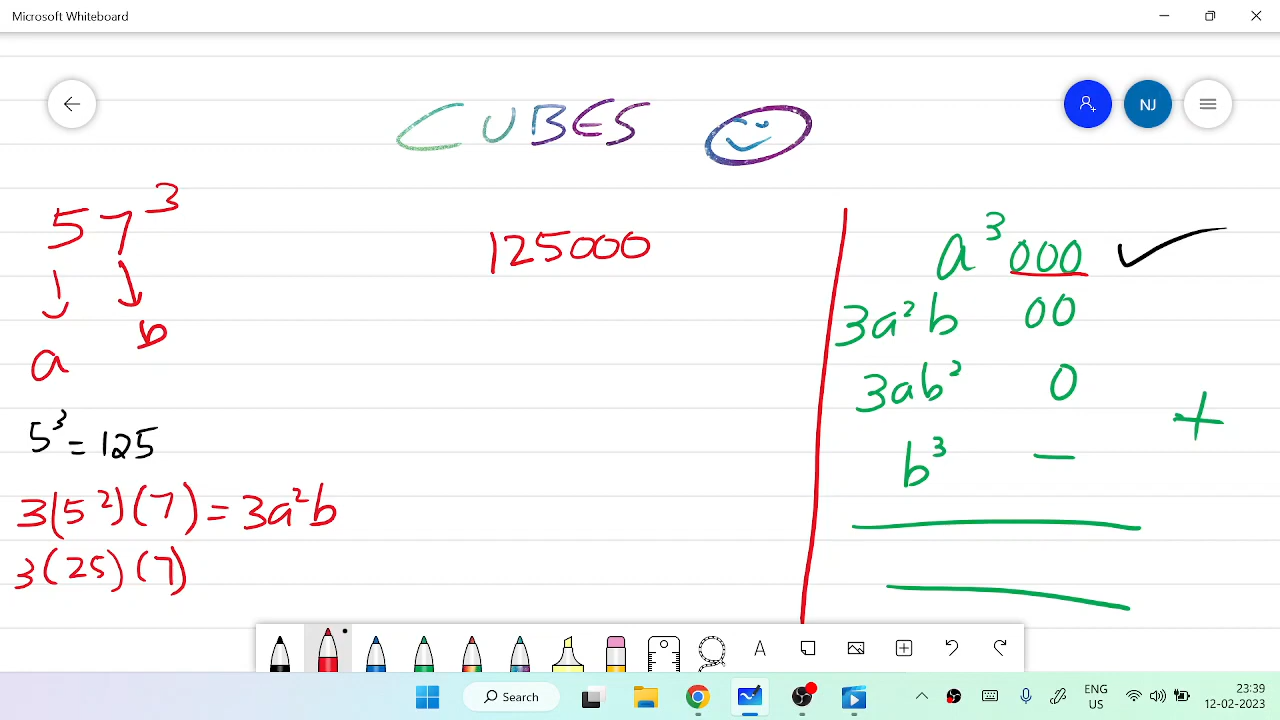 Microsoft Whiteboard
CUBES
NJ
57³
a b
5³ = 125
3(5²)(7) = 3a²b
3(25)(7)
125000
a³ 000
3a²b 00
3ab² 0
b³ –
+
A
Search
ENG
US
23:39
12-02-2023